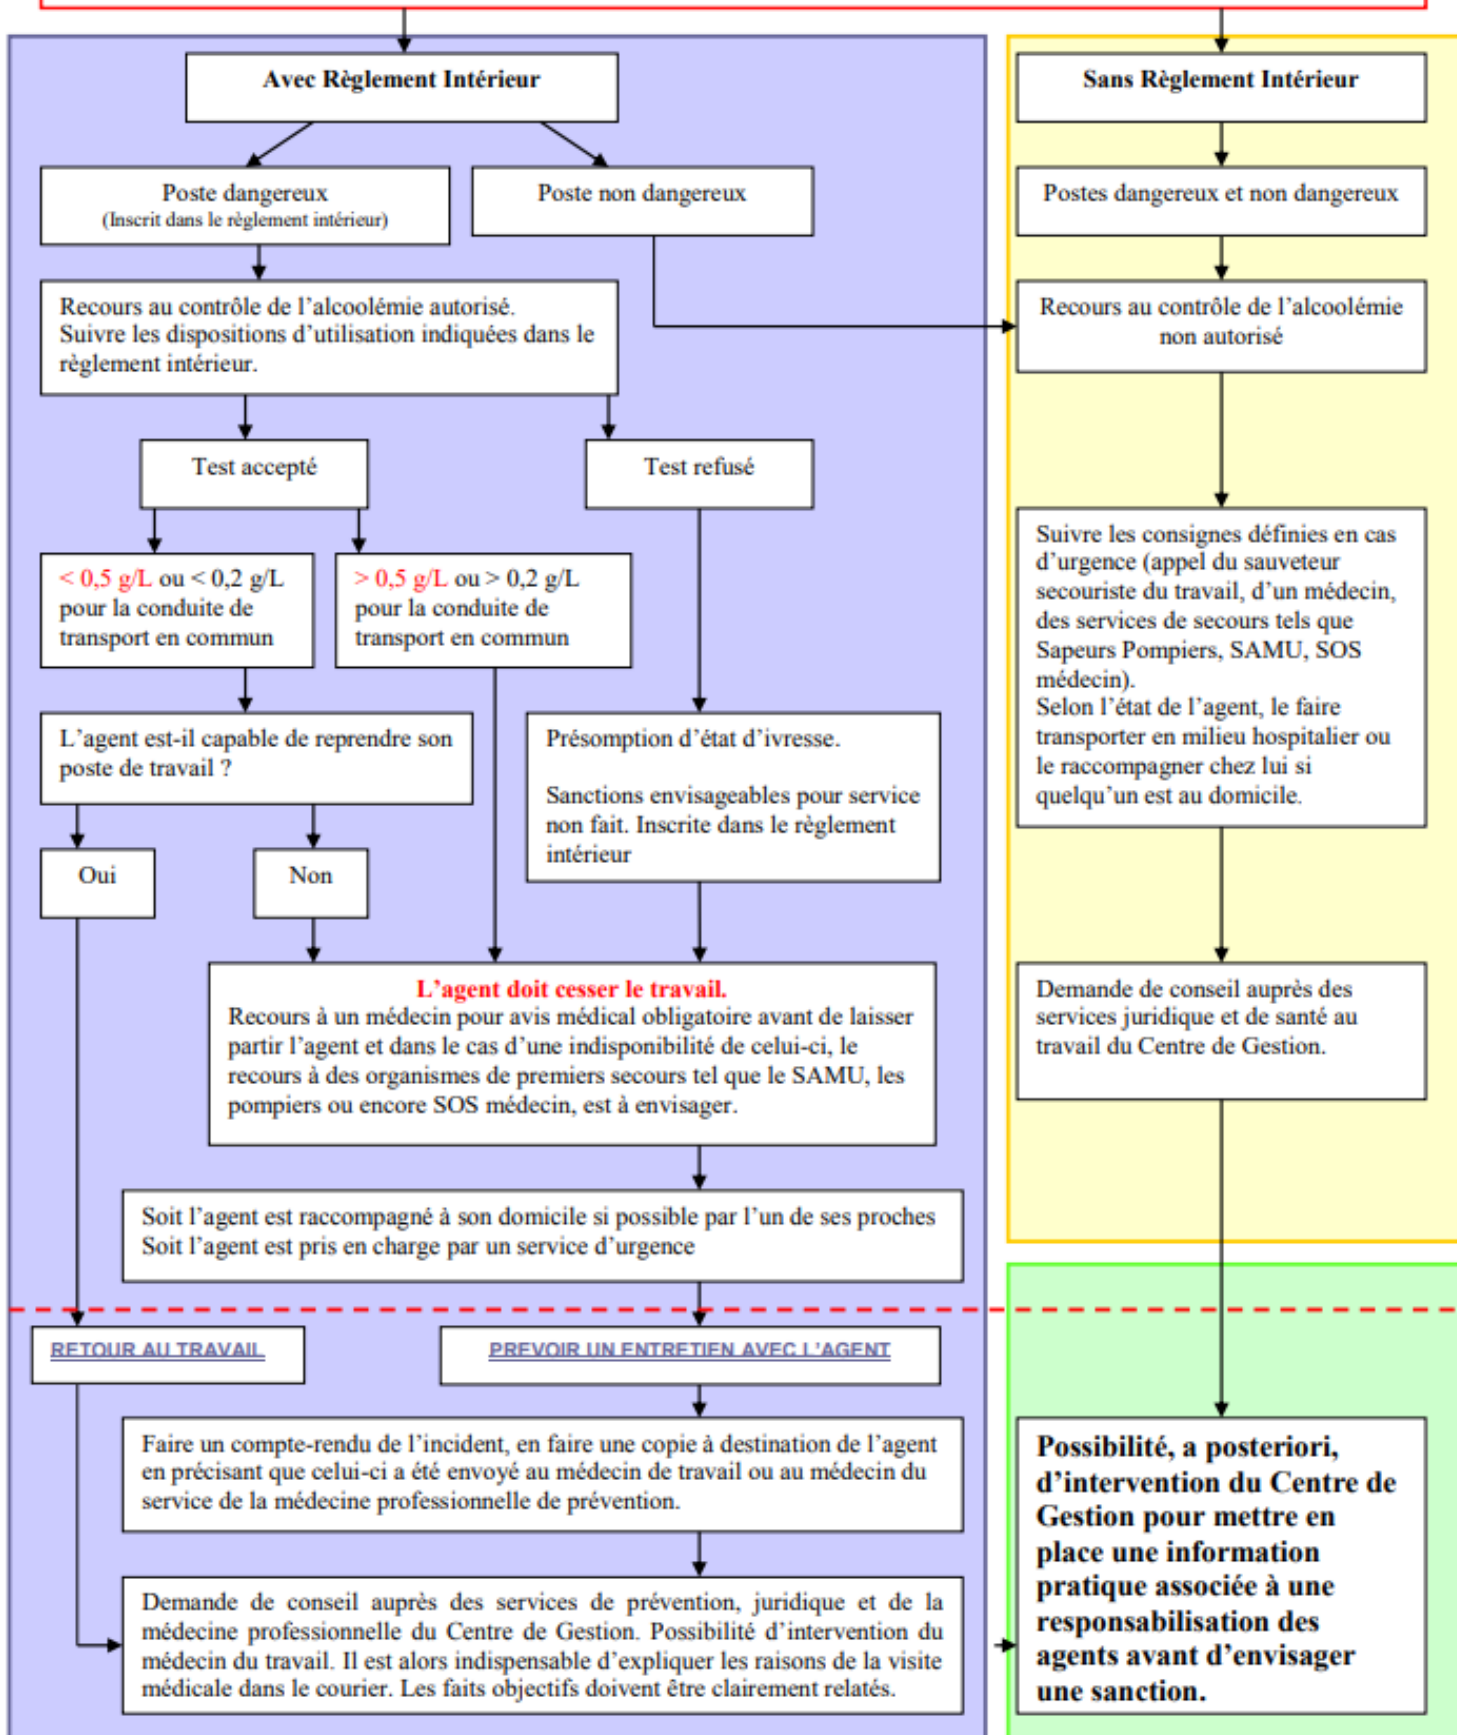 Avec Règlement Intérieur
Sans Règlement Intérieur
Poste dangereux
(Inscrit dans le règlement intérieur)
Poste non dangereux
Postes dangereux et non dangereux
Recours au contrôle de l’alcoolémie autorisé.
Suivre les dispositions d’utilisation indiquées dans le
règlement intérieur.
Recours au contrôle de l’alcoolémie
non autorisé
Test accepté
Test refusé
< 0,5 g/L ou < 0,2 g/L
pour la conduite de
transport en commun
> 0,5 g/L ou > 0,2 g/L
pour la conduite de
transport en commun
Suivre les consignes définies en cas
d’urgence (appel du sauveteur
secouriste du travail, d’un médecin,
des services de secours tels que
Sapeurs Pompiers, SAMU, SOS
médecin).
Selon l’état de l’agent, le faire
transporter en milieu hospitalier ou
le raccompagner chez lui si
quelqu’un est au domicile.
L’agent est-il capable de reprendre son
poste de travail ?
Présomption d’état d’ivresse.
Sanctions envisageables pour service
non fait. Inscrite dans le règlement
intérieur
Oui
Non
L’agent doit cesser le travail.
Recours à un médecin pour avis médical obligatoire avant de laisser
partir l’agent et dans le cas d’une indisponibilité de celui-ci, le
recours à des organismes de premiers secours tel que le SAMU, les
pompiers ou encore SOS médecin, est à envisager.
Demande de conseil auprès des
services juridique et de santé au
travail du Centre de Gestion.
Soit l’agent est raccompagné à son domicile si possible par l’un de ses proches
Soit l’agent est pris en charge par un service d’urgence
RETOUR AU TRAVAIL
PREVOIR UN ENTRETIEN AVEC L’AGENT
Faire un compte-rendu de l’incident, en faire une copie à destination de l’agent
en précisant que celui-ci a été envoyé au médecin de travail ou au médecin du
service de la médecine professionnelle de prévention.
Demande de conseil auprès des services de prévention, juridique et de la
médecine professionnelle du Centre de Gestion. Possibilité d’intervention du
médecin du travail. Il est alors indispensable d’expliquer les raisons de la visite
médicale dans le courier. Les faits objectifs doivent être clairement relatés.
Possibilité, a posteriori,
d’intervention du Centre de
Gestion pour mettre en
place une information
pratique associée à une
responsabilisation des
agents avant d’envisager
une sanction.